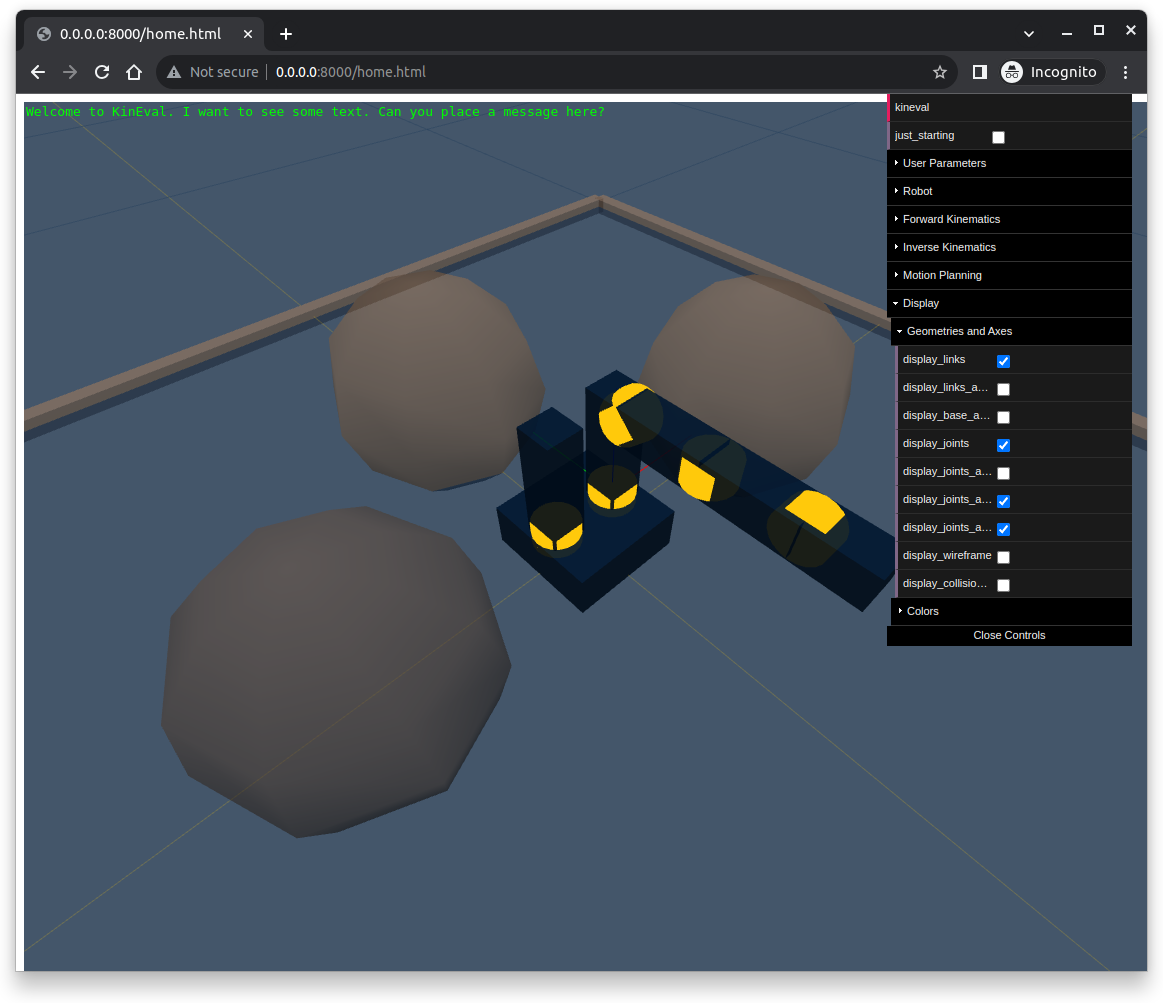 0.0.0.0:8000/home.html
Not secure
0.0.0.0:8000/home.html
Incognito
Welcome to KinEval. I want to see some text. Can you place a message here?
kineval
just_starting
User Parameters
Robot
Forward Kinematics
Inverse Kinematics
Motion Planning
Display
Geometries and Axes
display_links
display_links_a...
display_base_a...
display_joints
display_joints_a...
display_joints_a...
display_joints_a...
display_wireframe
display_collisio...
Colors
Close Controls